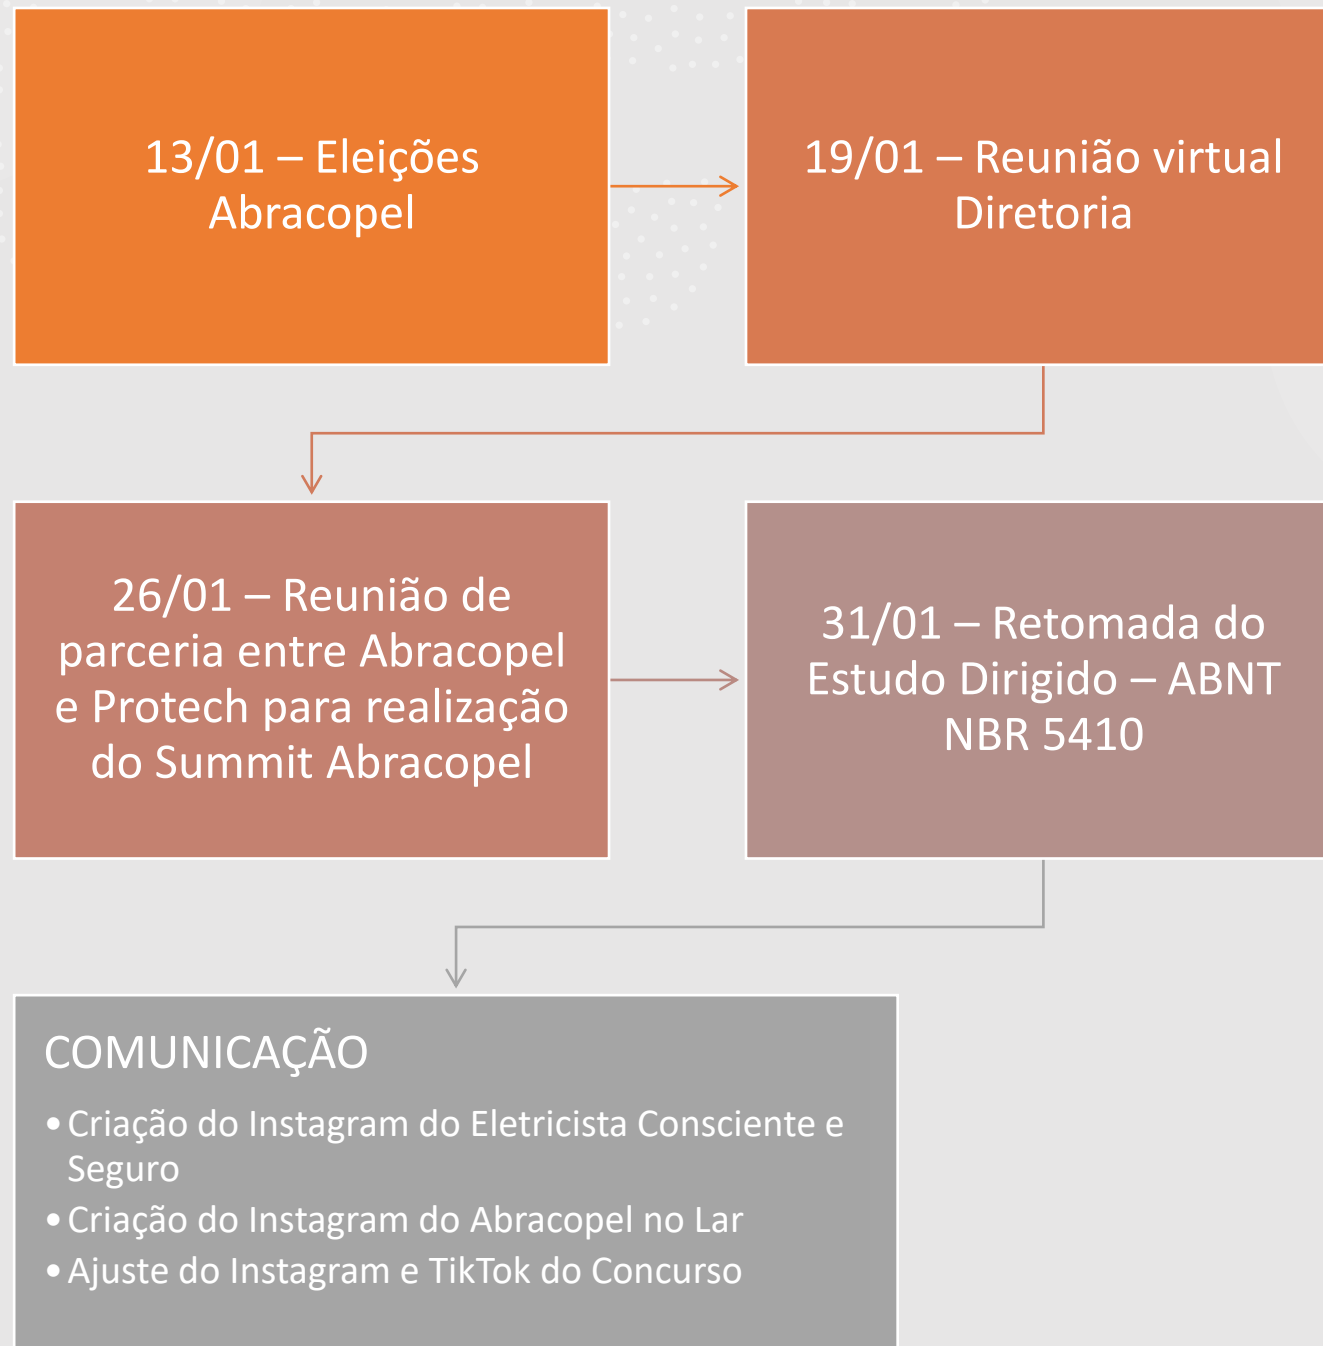 13/01 – Eleições
Abracopel
19/01 – Reunião virtual
Diretoria
26/01 – Reunião de
parceria entre Abracopel
e Protech para realização
do Summit Abracopel
31/01 – Retomada do
Estudo Dirigido – ABNT
NBR 5410
COMUNICAÇÃO
• Criação do Instagram do Eletricista Consciente e
Seguro
• Criação do Instagram do Abracopel no Lar
• Ajuste do Instagram e TikTok do Concurso